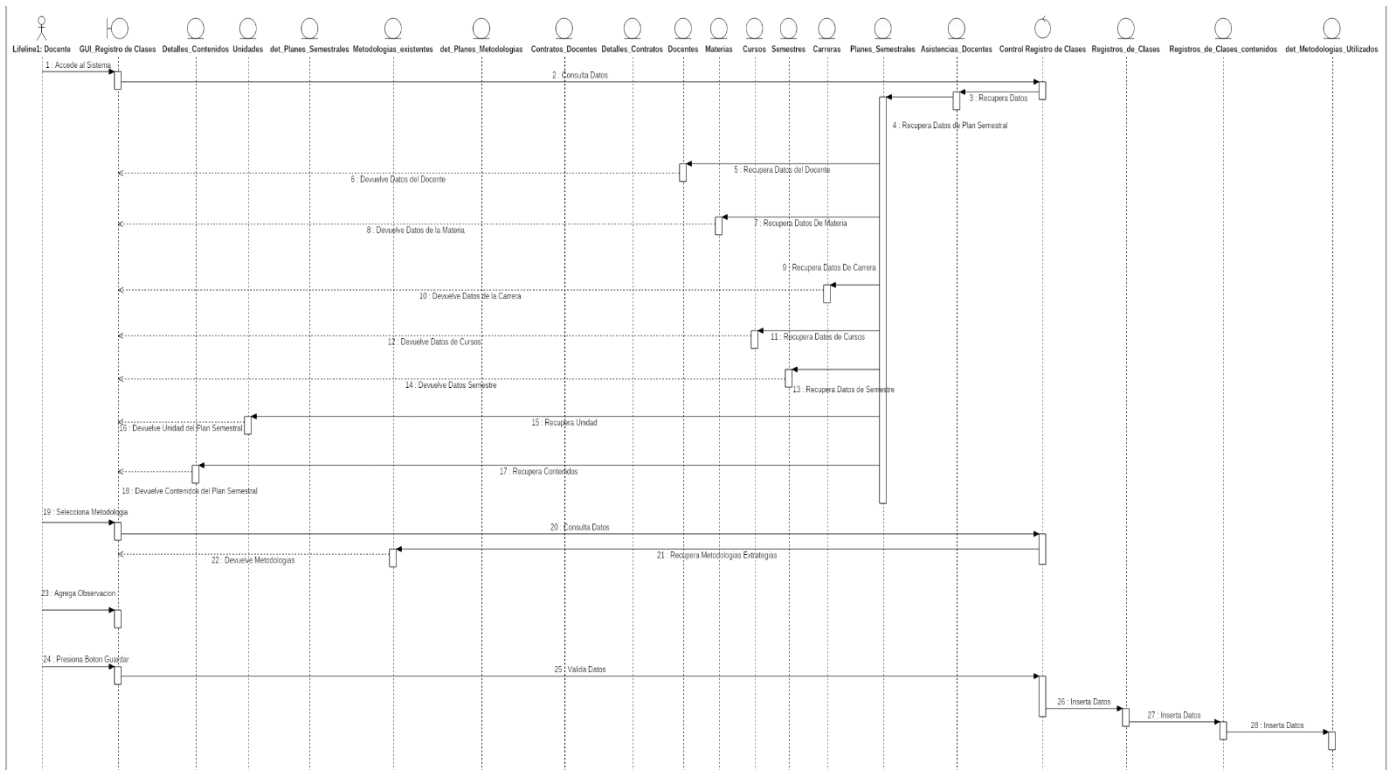 Lifeline1: Docente
GUI_Registro de Clases
Detalles_Contenidos
Unidades
det_Planes_Semestrales
Metodologias_existentes
det_Planes_Metodologias
Contratos_Docentes
Detalles_Contratos
Docentes
Materias
Cursos
Semestres
Carreras
Planes_Semestrales
Asistencias_Docentes
Control Registro de Clases
Registros_de_Clases
Registros_de_Clases_contenidos
det_Metodologias_Utilizados
1 : Accede al Sistema
2 : Consulta Datos
3 : Recupera Datos
4 : Recupera Datos de Plan Semestral
5 : Recupera Datos del Docente
6 : Devuelve Datos del Docente
7 : Recupera Datos De Materia
8 : Devuelve Datos de la Materia
9 : Recupera Datos De Carrera
10 : Devuelve Datos de la Carrera
11 : Recupera Datos de Cursos
12 : Devuelve Datos de Cursos
13 : Recupera Datos de Semestre
14 : Devuelve Datos Semestre
15 : Recupera Unidad
16 : Devuelve Unidad del Plan Semestral
17 : Recupera Contenidos
18 : Devuelve Contenidos del Plan Semestral
19 : Selecciona Metodologia
20 : Consulta Datos
21 : Recupera Metodologias Extrategias
22 : Devuelve Metodologias
23 : Agrega Observacion
24 : Presiona Boton Guardar
25 : Valida Datos
26 : Inserta Datos
27 : Inserta Datos
28 : Inserta Datos